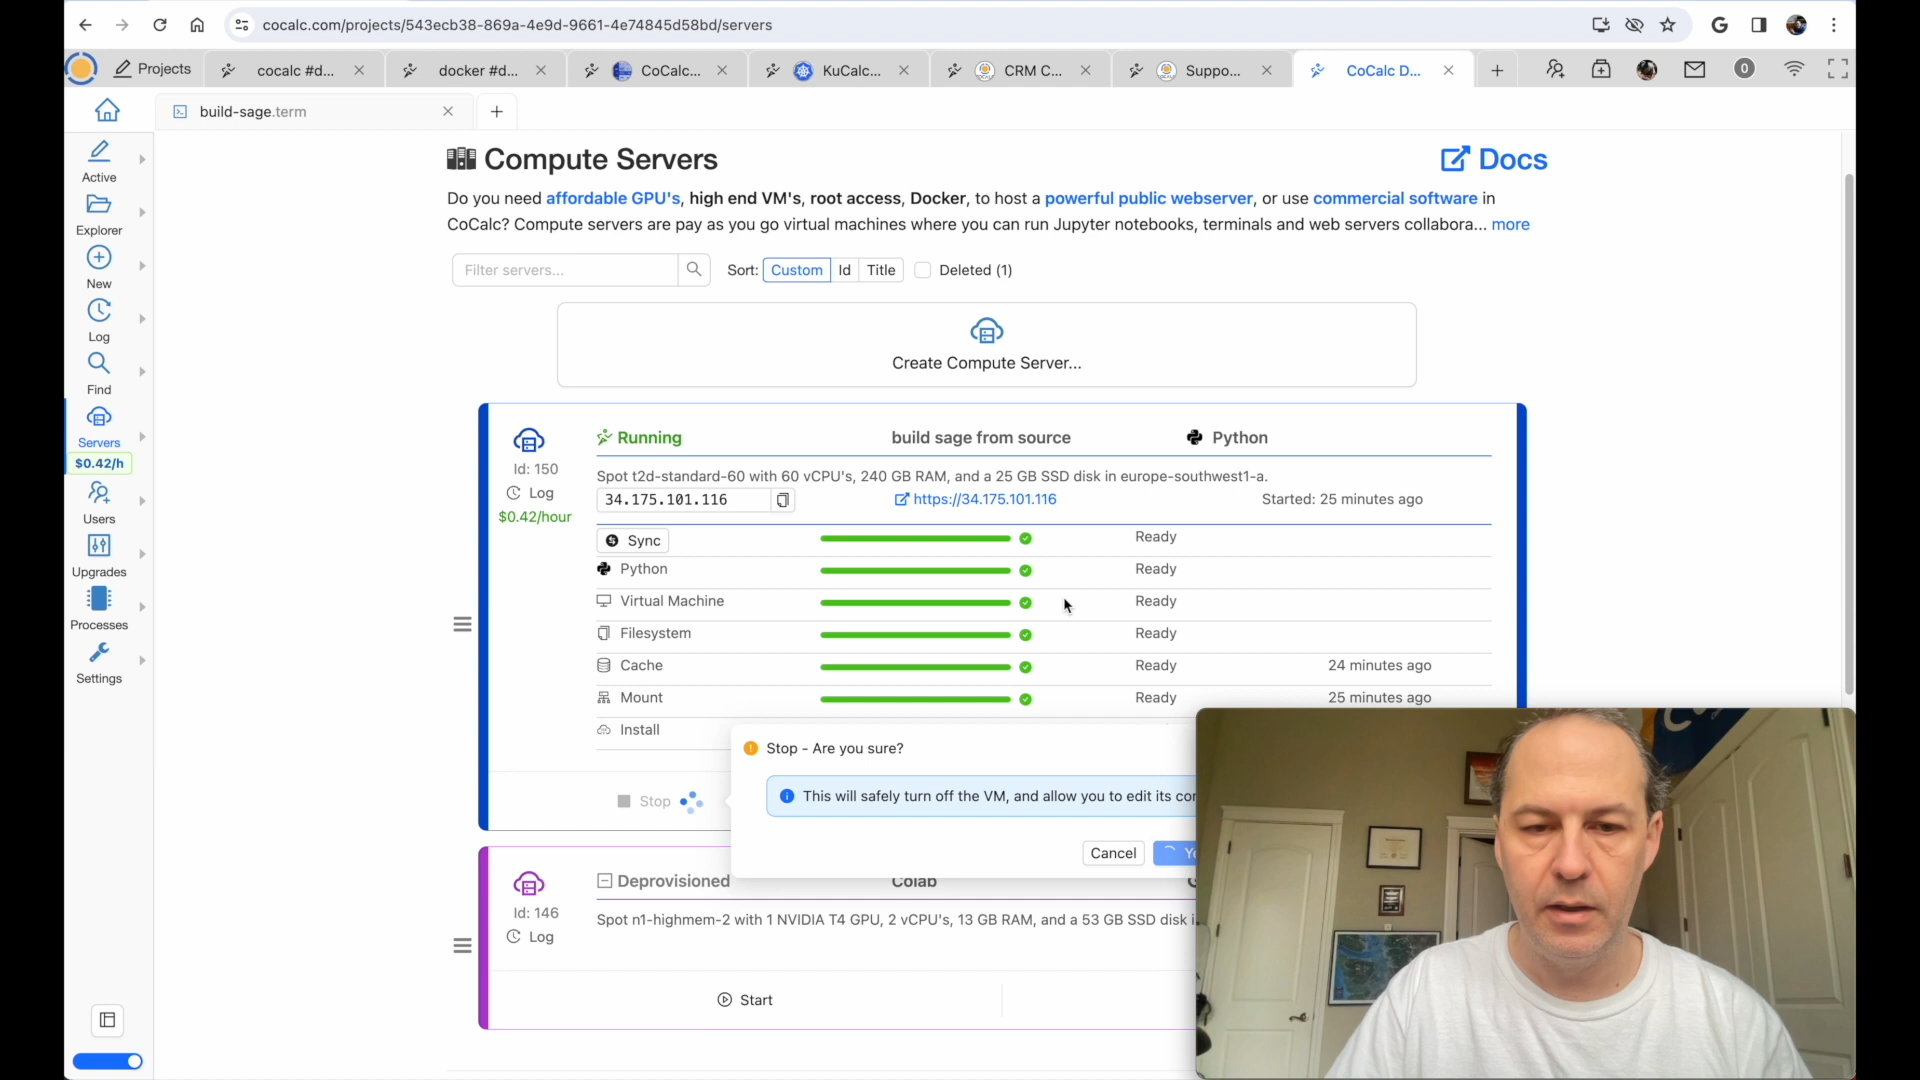 cocalc.com/projects/543ecb38-869a-4e9d-9661-4e74845d58bd/servers
Projects
cocalc #d...
docker #d...
CoCalc...
KuCalc...
CRM C...
Suppo...
CoCalc D...
0
build-sage.term
Active
Explorer
New
Log
Find
Servers
$0.42/h
Users
Upgrades
Processes
Settings
Compute Servers
Docs
Do you need affordable GPU's, high end VM's, root access, Docker, to host a powerful public webserver, or use commercial software in
CoCalc? Compute servers are pay as you go virtual machines where you can run Jupyter notebooks, terminals and web servers collabora... more
Filter servers...
Sort: Custom Id Title Deleted (1)
Create Compute Server...
Running
build sage from source
Python
Id: 150
Log
$0.42/hour
Spot t2d-standard-60 with 60 vCPU's, 240 GB RAM, and a 25 GB SSD disk in europe-southwest1-a.
34.175.101.116
https://34.175.101.116
Started: 25 minutes ago
Sync Ready
Python Ready
Virtual Machine Ready
Filesystem Ready
Cache Ready 24 minutes ago
Mount Ready 25 minutes ago
Install
Stop - Are you sure?
This will safely turn off the VM, and allow you to edit its
Cancel
Stop
Deprovisioned
Colab
Id: 146
Log
Spot n1-highmem-2 with 1 NVIDIA T4 GPU, 2 vCPU's, 13 GB RAM, and a 53 GB SSD disk
Start